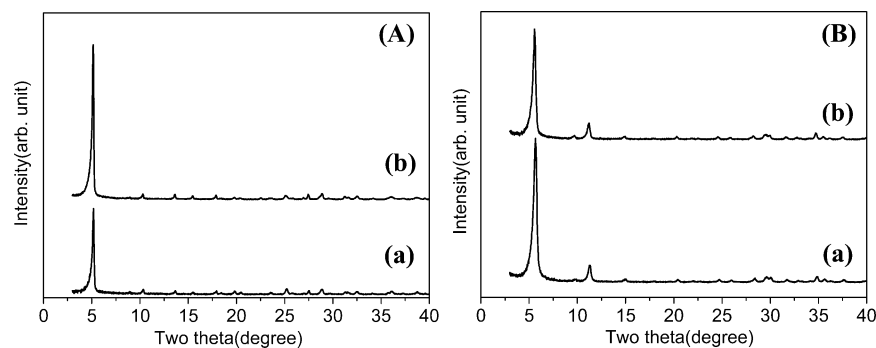 (A)
(b)
(a)
Intensity(arb. unit)
0 5 10 15 20 25 30 35 40
Two theta(degree)
(B)
(b)
(a)
Intensity(arb. unit)
0 5 10 15 20 25 30 35 40
Two theta(degree)